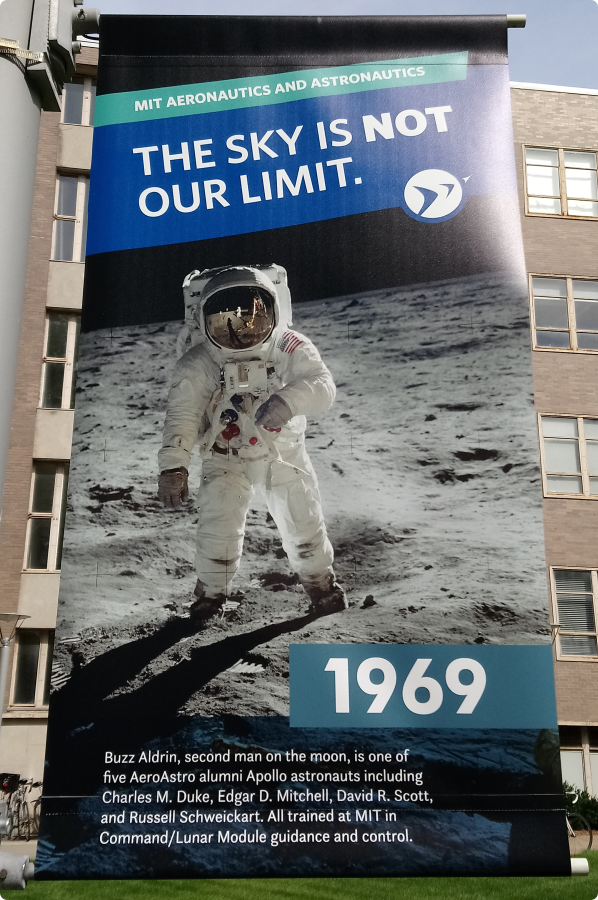 MIT AERONAUTICS AND ASTRONAUTICS
THE SKY IS NOT
OUR LIMIT.
1969
Buzz Aldrin, second man on the moon, is one of
five AeroAstro alumni Apollo astronauts including
Charles M. Duke, Edgar D. Mitchell, David R. Scott,
and Russell Schweickart. All trained at MIT in
Command/Lunar Module guidance and control.